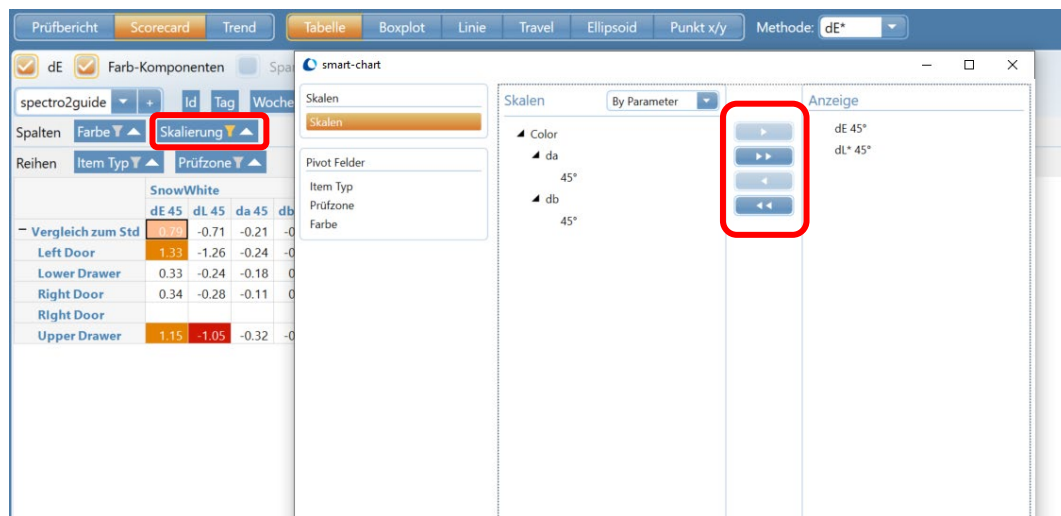 Prüfbericht Scorecard Trend Tabelle Boxplot Linie Travel Ellipsoid Punkt x/y Methode: dE*
dE Farb-Komponenten
spectro2guide + Id Tag Woche
Spalten Farbe Skalierung
Reihen Item Typ Prüfzone
SnowWhite
dE 45 dL 45 da 45 db
Vergleich zum Std 0.79 -0.71 -0.21
Left Door 1.33 -1.26 -0.24
Lower Drawer 0.33 -0.24 -0.18
Right Door 0.34 -0.28 -0.11
RIght Door
Upper Drawer 1.15 -1.05 -0.32
smart-chart
Skalen
Skalen
Pivot Felder
Item Typ
Prüfzone
Farbe
Skalen By Parameter
Color
da
45°
db
45°
Anzeige
dE 45°
dL* 45°